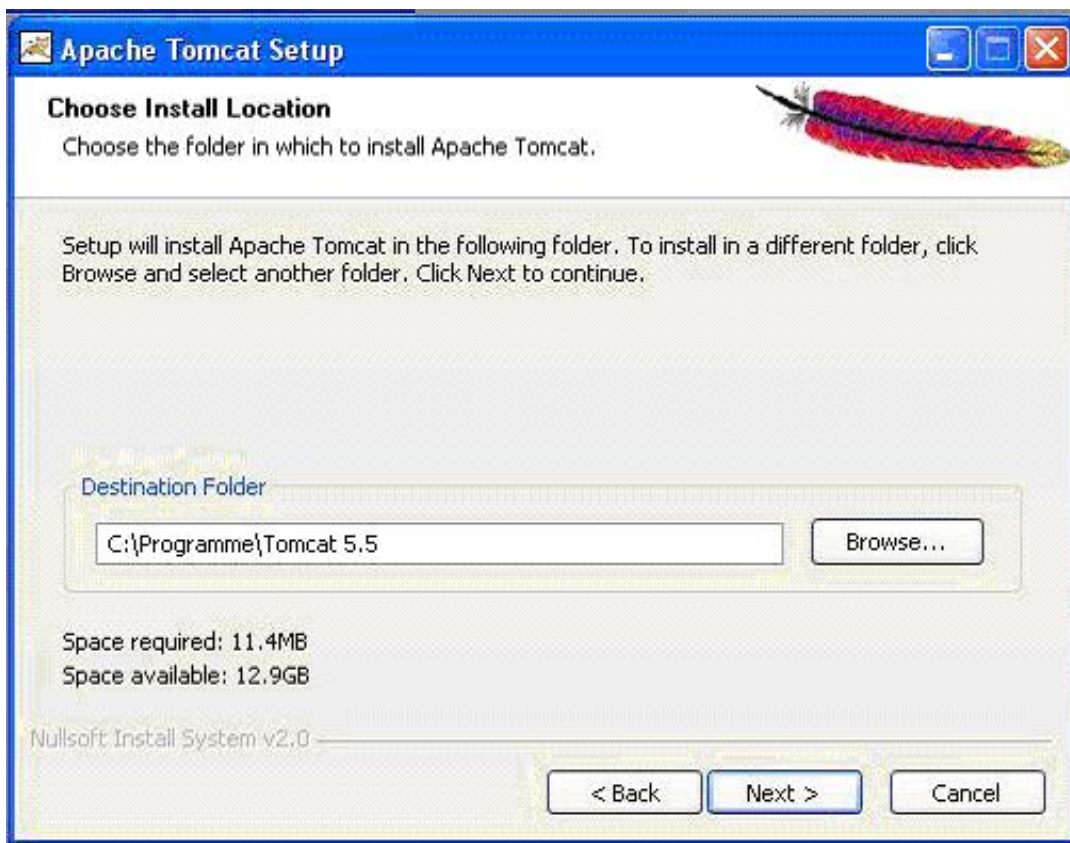 Apache Tomcat Setup
Choose Install Location
Choose the folder in which to install Apache Tomcat.
Setup will install Apache Tomcat in the following folder. To install in a different folder, click
Browse and select another folder. Click Next to continue.
Destination Folder
C:\Programme\Tomcat 5.5
Browse...
Space required: 11.4MB
Space available: 12.9GB
Nullsoft Install System v2.0
< Back
Next >
Cancel